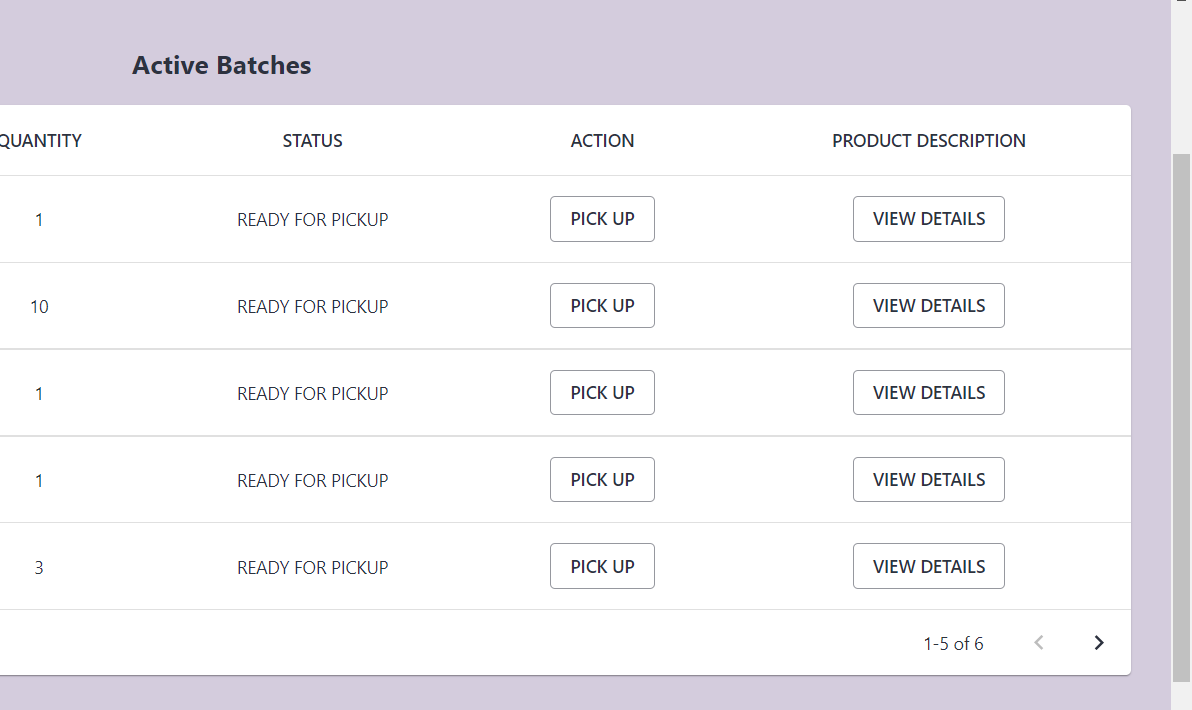 Active Batches
QUANTITY STATUS ACTION PRODUCT DESCRIPTION
1 READY FOR PICKUP PICK UP VIEW DETAILS
10 READY FOR PICKUP PICK UP VIEW DETAILS
1 READY FOR PICKUP PICK UP VIEW DETAILS
1 READY FOR PICKUP PICK UP VIEW DETAILS
3 READY FOR PICKUP PICK UP VIEW DETAILS
1-5 of 6